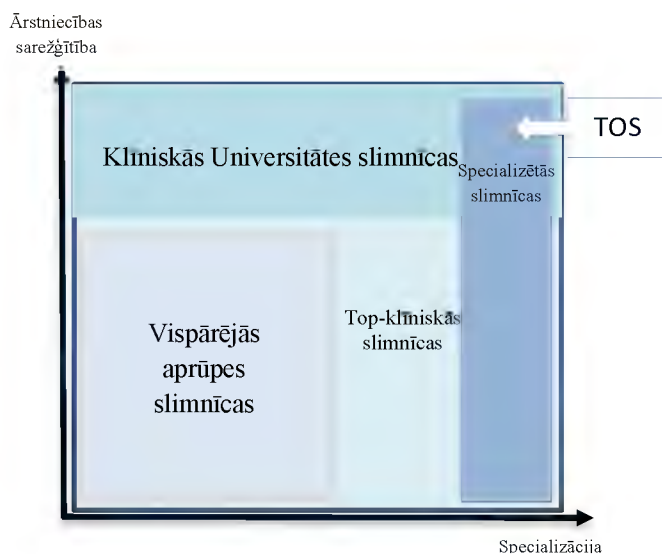 Ārstniecības
sarežģītība
TOS
Klīniskās Universitātes slimnīcas
Specializētās
slimnīcas
Top-klīniskās
slimnīcas
Vispārējās
aprūpes
slimnīcas
Specializācija